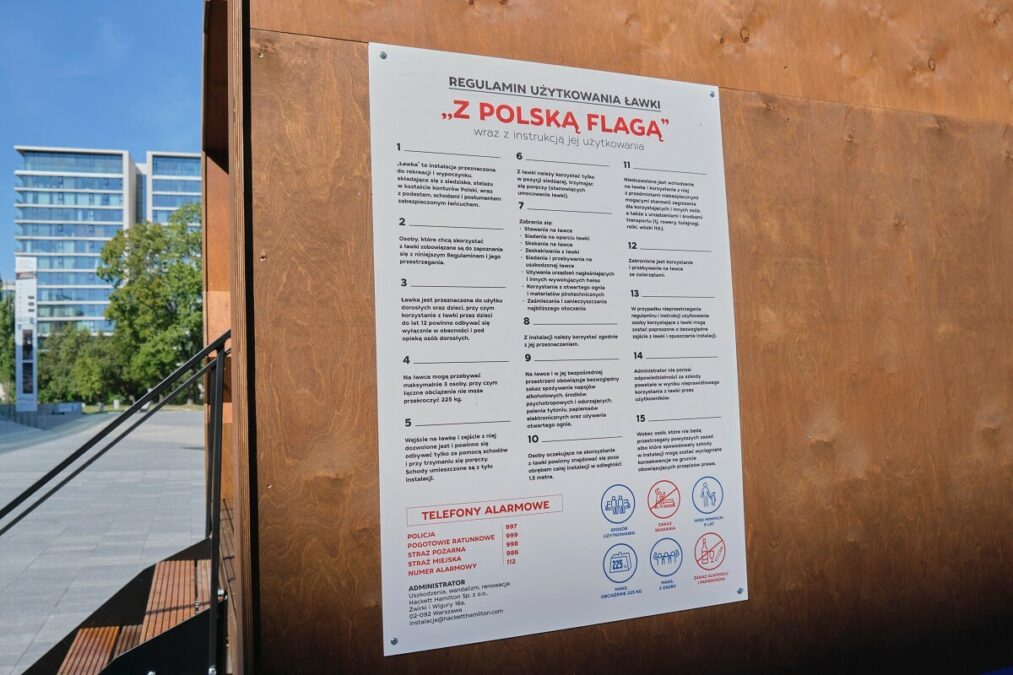 REGULAMIN UŻYTKOWANIA ŁAWKI
„Z POLSKĄ FLAGĄ”
wraz z instrukcją jej użytkowania
1
„Ławka” to instalacja przeznaczona
do rekreacji i wypoczynku,
składająca się z siedziska, stelażu
w kształcie konturów Polski, wraz
z podestem, schodami i postumentem
zabezpieczonym łańcuchem.
2
Osoby, które chcą skorzystać
z ławki zobowiązane są do zapoznania
się z niniejszym Regulaminem i jego
przestrzegania.
3
Ławka jest przeznaczona do użytku
dorosłych oraz dzieci, przy czym
korzystanie z ławki przez dzieci
do lat 12 powinno odbywać się
wyłącznie w obecności i pod
opieką osób dorosłych.
4
Na ławce mogą przebywać
maksymalnie 3 osoby, przy czym
łączne obciążenie nie może
przekroczyć 225 kg.
5
Wejście na ławkę i zejście z niej
dozwolone jest i powinno się
odbywać tylko za pomocą schodów
i przy trzymaniu się poręczy.
Schody umieszczone są z tyłu
instalacji.
6
Z ławki należy korzystać tylko
w pozycji siedzącej, trzymając
się poręczy (stanowiących
umocowanie ławki).
7
Zabrania się:
- Stawania na ławce
- Siadania na oparciu ławki
- Skakania na ławce
- Zeskakiwania z ławki
- Siadania i przebywania na
uszkodzonej ławce
- Używania urządzeń nagłośniających
i innych wywołujących hałas
- Korzystania z otwartego ognia
i materiałów pirotechnicznych
- Zaśmiecania i zanieczyszczania
najbliższego otoczenia
8
Z instalacji należy korzystać zgodnie
z jej przeznaczeniem.
9
Na ławce i w jej bezpośredniej
przestrzeni obowiązuje bezwzględny
zakaz spożywania napojów
alkoholowych, środków
psychotropowych i odurzających,
palenia tytoniu, papierosów
elektronicznych oraz używania
otwartego ognia.
10
Osoby oczekujące na skorzystanie
z ławki powinny znajdować się poza
obrębem całej instalacji w odległości
1,5 metra
11
Niedozwolone jest wchodzenie
na ławkę i korzystanie z niej
z przedmiotami niebezpiecznymi
mogącymi stanowić zagrożenie
dla korzystających i innych osób,
a także z urządzeniami i środkami
transportu (tj. rowery, hulajnogi,
rolki, wózki itd.).
12
Zabronione jest korzystanie
i przebywanie na ławce
ze zwierzętami.
13
W przypadku nieprzestrzegania
regulaminu i instrukcji użytkowania
osoby korzystające z ławki mogą
zostać poproszone o bezwzględne
zejście z ławki i opuszczenie instalacji.
14
Administrator nie ponosi
odpowiedzialności za szkody
powstałe w wyniku nieprawidłowego
korzystania z ławki przez
użytkowników.
15
Wobec osób, które nie będą
przestrzegały powyższych zasad
albo które spowodowały szkody
w instalacji mogą zostać wyciągnięte
konsekwencje na gruncie
obowiązujących przepisów prawa.
TELEFONY ALARMOWE
POLICJA 997
POGOTOWIE RATUNKOWE 999
STRAŻ POŻARNA 998
STRAŻ MIEJSKA 986
NUMER ALARMOWY 112
ADMINISTRATOR
Uszkodzenia, wandalizm, renowacja:
Hackett Hamilton Sp. z o.o.,
Żwirki i Wigury 16a,
02-092 Warszawa
instalacje@hacketthamilton.com
SPOSÓB
UŻYTKOWANIA
ZAKAZ
SKAKANIA
WIEK MINIMUM
6 LAT
225
MAKS.
OBCIĄŻENIE 225 KG
MAKS.
3 OSOBY
ZAKAZ ALKOHOLU
I PAPIEROSÓW